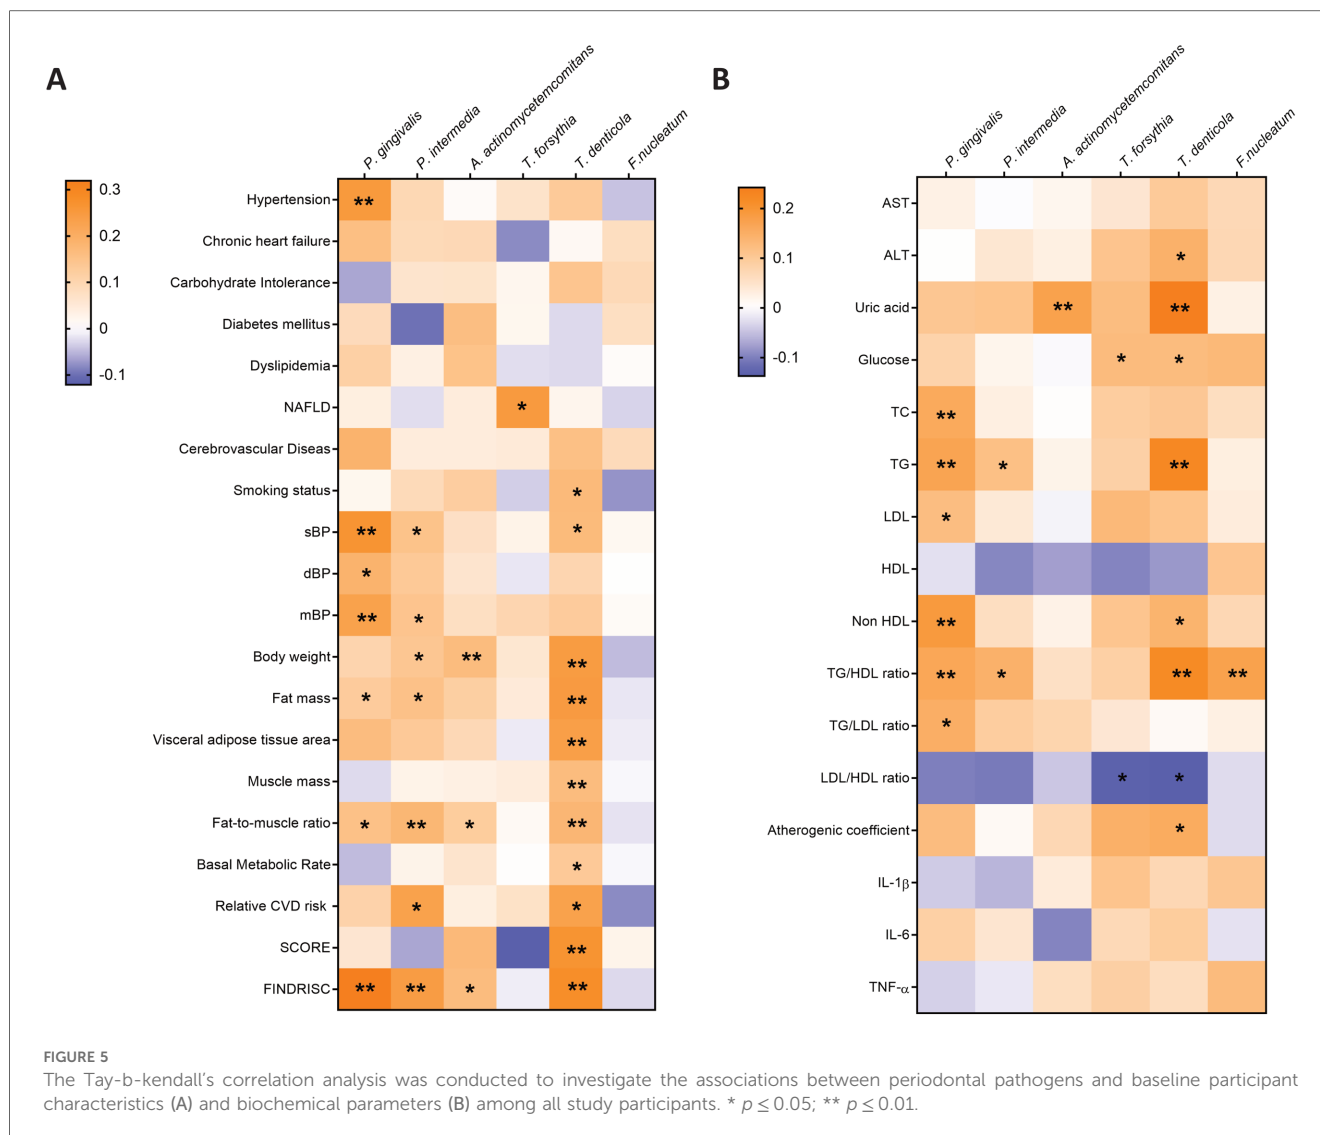 A
P. gingivalis
P. intermedia
A. actinomycetemcomitans
T. forsythia
T. denticola
F.nucleatum
0.3
0.2
0.1
0
-0.1
Hypertension **
Chronic heart failure
Carbohydrate Intolerance
Diabetes mellitus
Dyslipidemia
NAFLD *
Cerebrovascular Diseas
Smoking status *
sBP ** * *
dBP *
mBP ** *
Body weight * ** **
Fat mass * * **
Visceral adipose tissue area **
Muscle mass **
Fat-to-muscle ratio * ** * **
Basal Metabolic Rate *
Relative CVD risk * *
SCORE **
FINDRISC ** ** * **
B
P. gingivalis
P. intermedia
A. actinomycetemcomitans
T. forsythia
T. denticola
F.nucleatum
0.2
0.1
0
-0.1
AST
ALT *
Uric acid ** **
Glucose * *
TC **
TG ** * **
LDL *
HDL
Non HDL ** *
TG/HDL ratio ** * ** **
TG/LDL ratio *
LDL/HDL ratio * *
Atherogenic coefficient *
IL-1β
IL-6
TNF-α
FIGURE 5
The Tay-b-kendall's correlation analysis was conducted to investigate the associations between periodontal pathogens and baseline participant
characteristics (A) and biochemical parameters (B) among all study participants. * p ≤ 0.05; ** p ≤ 0.01.